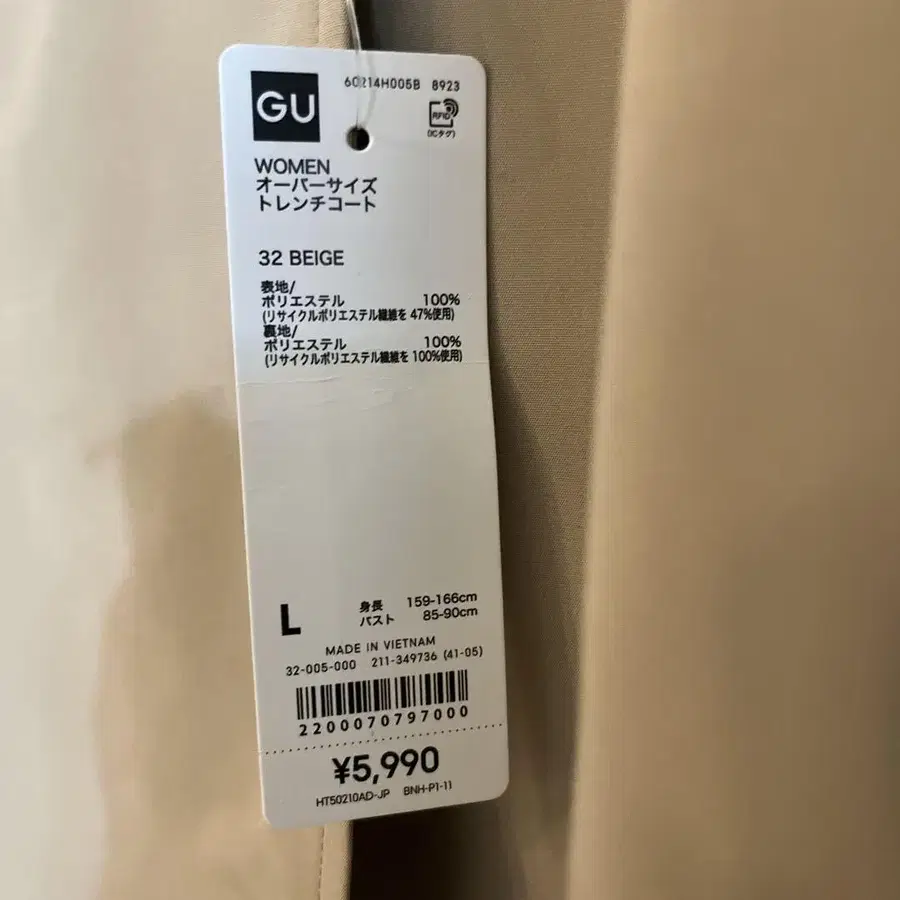 GU
60214H005B 8923
RFID
(ICタグ)
WOMEN
オーバーサイズ
トレンチコート
32 BEIGE
表地/
ポリエステル 100%
(リサイクルポリエステル繊維を 47%使用)
裏地/
ポリエステル 100%
(リサイクルポリエステル繊維を 100%使用)
L
身長 159-166cm
バスト 85-90cm
MADE IN VIETNAM
32-005-000 211-349736 (41-05)
2200070797000
¥5,990
HT50210AD-JP BNH-P1-11